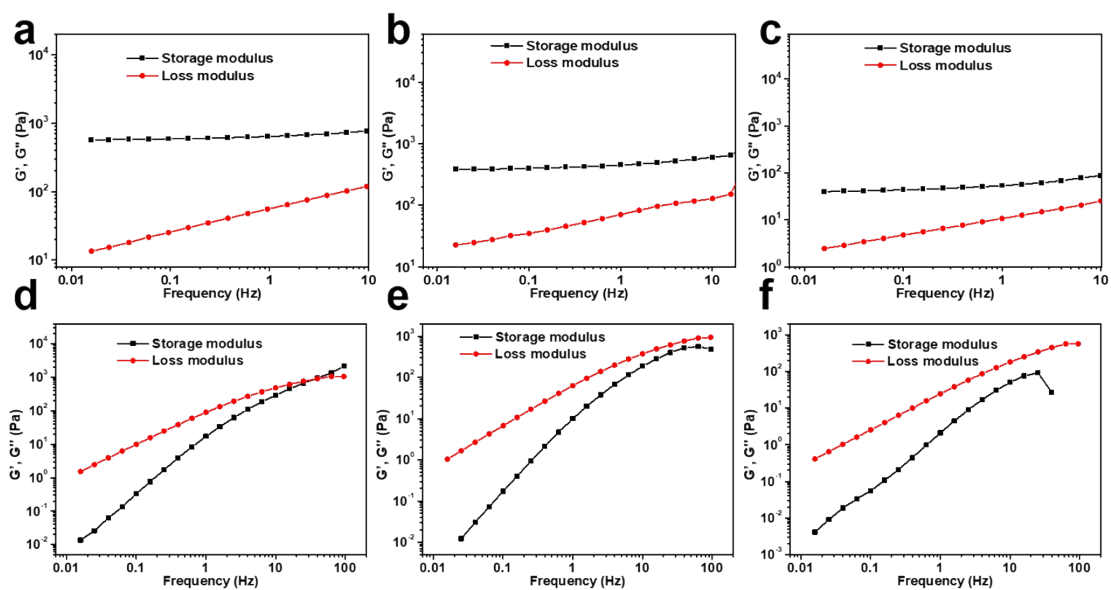 a
Storage modulus
Loss modulus
G', G'' (Pa)
10⁴
10³
10²
10¹
0.01 0.1 1 10
Frequency (Hz)
b
Storage modulus
Loss modulus
G', G'' (Pa)
10⁴
10³
10²
10¹
0.01 0.1 1 10
Frequency (Hz)
c
Storage modulus
Loss modulus
G', G'' (Pa)
10⁴
10³
10²
10¹
10⁰
0.01 0.1 1 10
Frequency (Hz)
d
Storage modulus
Loss modulus
G', G'' (Pa)
10⁴
10³
10²
10¹
10⁰
10⁻¹
10⁻²
0.01 0.1 1 10 100
Frequency (Hz)
e
Storage modulus
Loss modulus
G', G'' (Pa)
10³
10²
10¹
10⁰
10⁻¹
10⁻²
0.01 0.1 1 10 100
Frequency (Hz)
f
Storage modulus
Loss modulus
G', G'' (Pa)
10³
10²
10¹
10⁰
10⁻¹
10⁻²
10⁻³
0.01 0.1 1 10 100
Frequency (Hz)